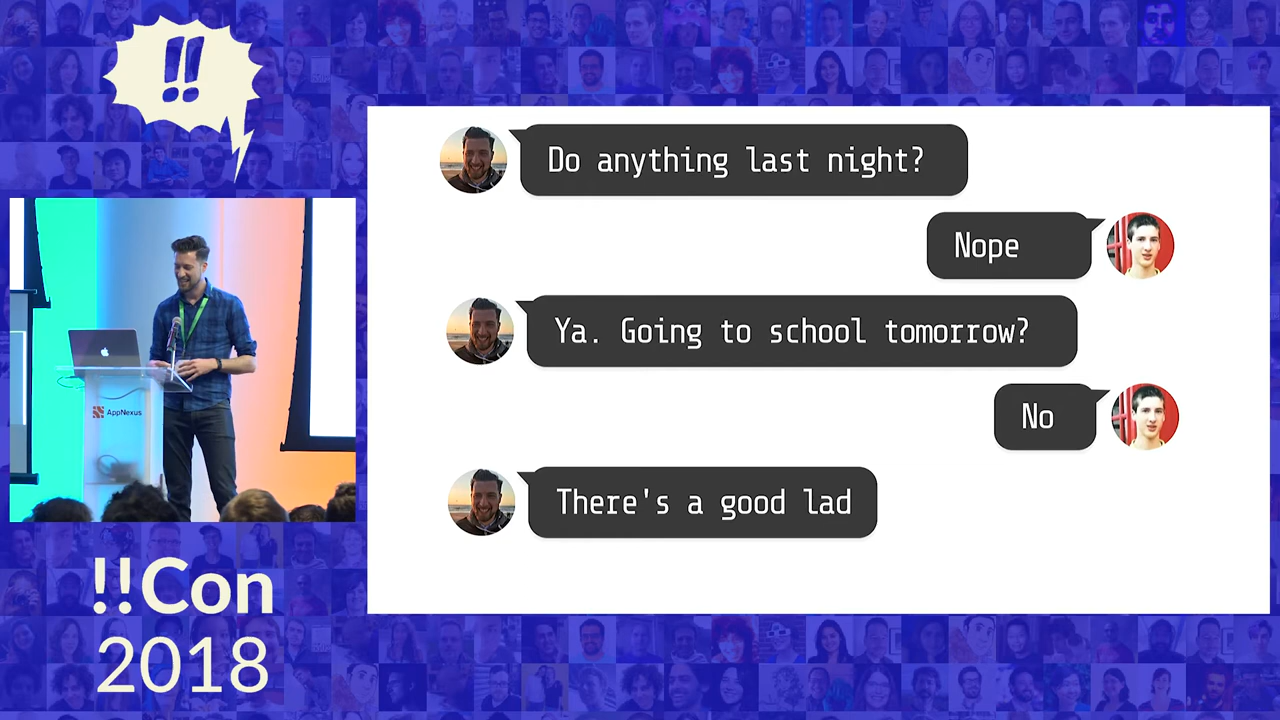 !!
Do anything last night?
Nope
Ya. Going to school tomorrow?
No
There's a good lad
AppNexus
!!Con
2018